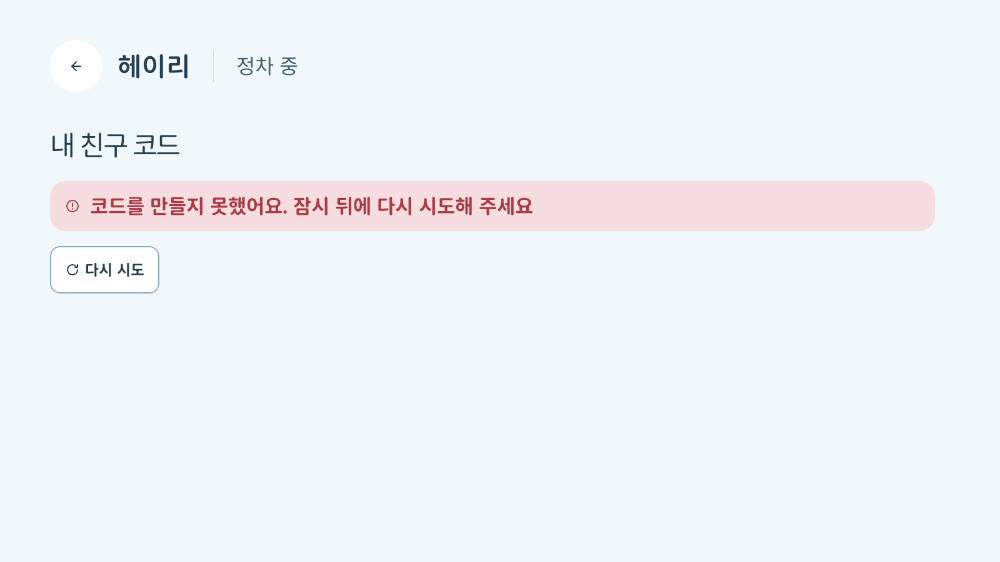 헤이리
정차 중
내 친구 코드
코드를 만들지 못했어요. 잠시 뒤에 다시 시도해 주세요
다시 시도